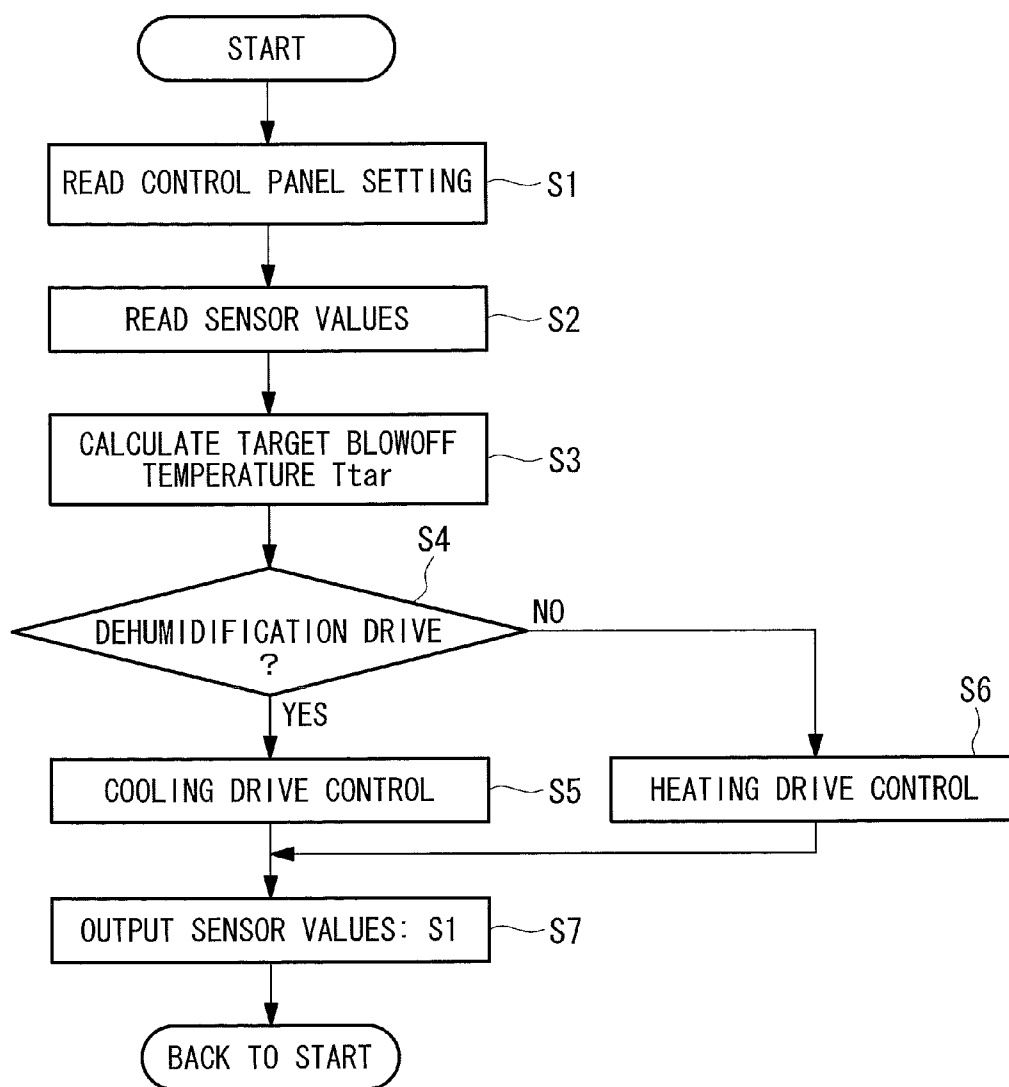 START
READ CONTROL PANEL SETTING
S1
READ SENSOR VALUES
S2
CALCULATE TARGET BLOWOFF
TEMPERATURE Ttar
S3
S4
DEHUMIDIFICATION DRIVE
?
NO
YES
S6
COOLING DRIVE CONTROL
S5
HEATING DRIVE CONTROL
OUTPUT SENSOR VALUES: S1
S7
BACK TO START